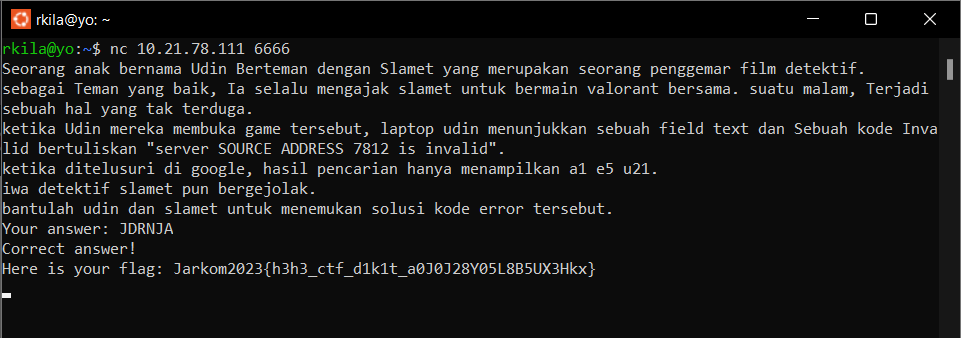 rkila@yo: ~
rkila@yo:~$ nc 10.21.78.111 6666
Seorang anak bernama Udin Berteman dengan Slamet yang merupakan seorang penggemar film detektif.
sebagai Teman yang baik, Ia selalu mengajak slamet untuk bermain valorant bersama. suatu malam, Terjadi
sebuah hal yang tak terduga.
ketika Udin mereka membuka game tersebut, laptop udin menunjukkan sebuah field text dan Sebuah kode Inva
lid bertuliskan "server SOURCE ADDRESS 7812 is invalid".
ketika ditelusuri di google, hasil pencarian hanya menampilkan a1 e5 u21.
iwa detektif slamet pun bergejolak.
bantulah udin dan slamet untuk menemukan solusi kode error tersebut.
Your answer: JDRNJA
Correct answer!
Here is your flag: Jarkom2023{h3h3_ctf_d1k1t_a0J0J28Y05L8B5UX3Hkx}